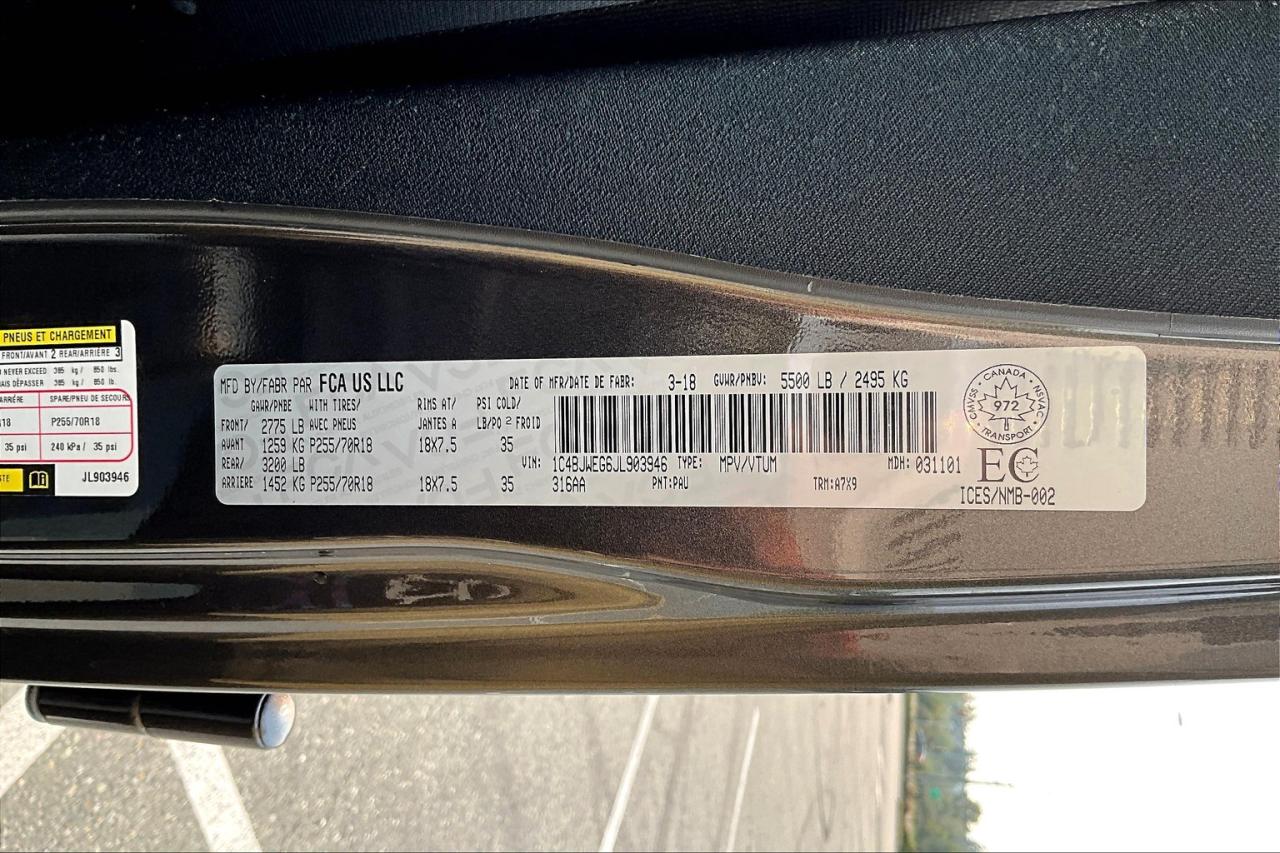 PNEUS ET CHARGEMENT
FRONT/AVANT 2 REAR/ARRIÈRE 3
NEVER EXCEED 385 kg / 850 lbs.
DÉPASSER 385 kg / 850 lb.
SPARE/PNEU DE SECOURS
P255/70R18
35 psi 240 kPa / 35 psi
JL903946
MFD BY/FABR PAR FCA US LLC DATE OF MFR/DATE DE FABR: 3-18 GVWR/PNBV: 5500 LB / 2495 KG
GAWR/PNBE WITH TIRES/ RIMS AT/ PSI COLD/
FRONT/ 2775 LB AVEC PNEUS JANTES A LB/PO 2 FROID
AVANT 1259 KG P255/70R18 18X7.5 35
REAR/ 3200 LB VIN: 1C4BJWEG6JL903946 TYPE: MPV/VTUM MDH: 031101
ARRIERE 1452 KG P255/70R18 18X7.5 35 316AA PNT:PAU TRM:A7X9
CMVSS CANADA NSVAC
972
TRANSPORT
EC
ICES/NMB-002